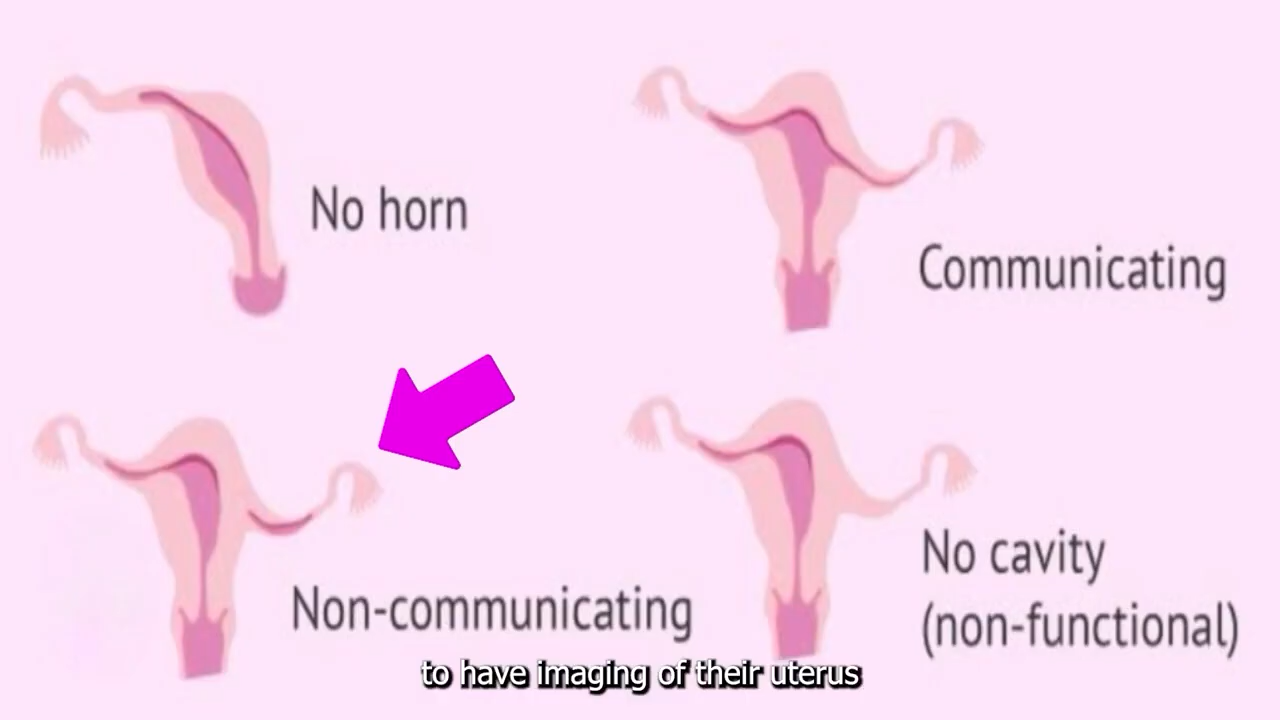 No horn
Communicating
Non-communicating
No cavity
(non-functional)
to have imaging of their uterus